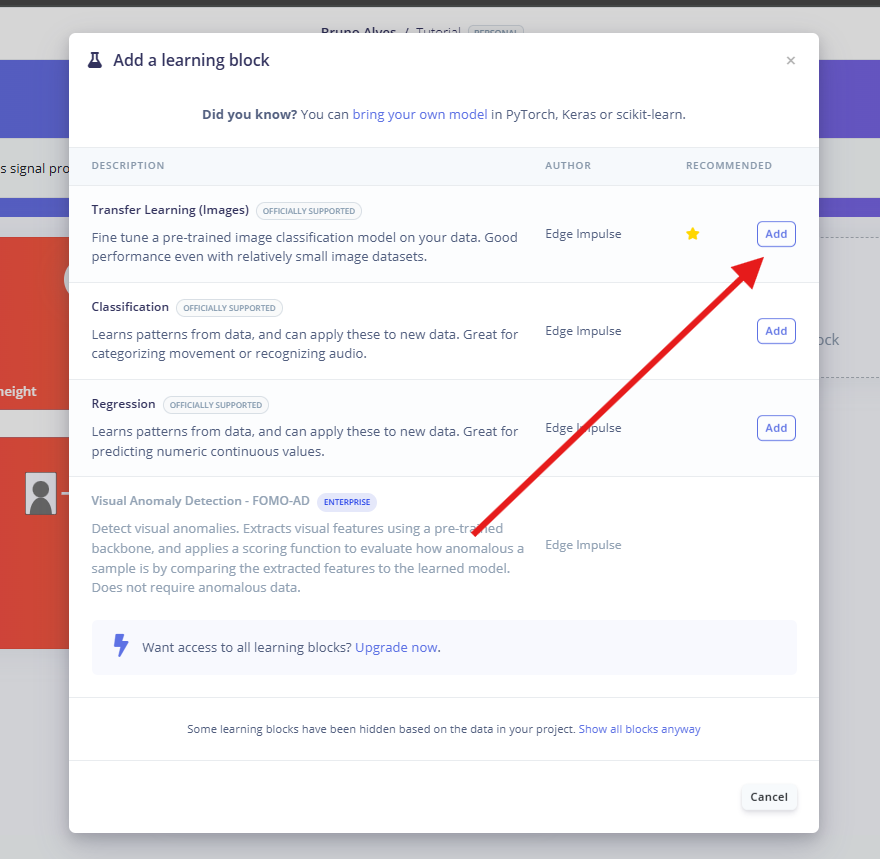 Bruno Alves / Tutorial PERSONAL
Add a learning block
×
Did you know? You can bring your own model in PyTorch, Keras or scikit-learn.
s signal pro
DESCRIPTION AUTHOR RECOMMENDED
Transfer Learning (Images) OFFICIALLY SUPPORTED
Fine tune a pre-trained image classification model on your data. Good
performance even with relatively small image datasets.
Edge Impulse
Add
Classification OFFICIALLY SUPPORTED
Learns patterns from data, and can apply these to new data. Great for
categorizing movement or recognizing audio.
Edge Impulse
Add
ock
height
Regression OFFICIALLY SUPPORTED
Learns patterns from data, and can apply these to new data. Great for
predicting numeric continuous values.
Edge Impulse
Add
Visual Anomaly Detection - FOMO-AD ENTERPRISE
Detect visual anomalies. Extracts visual features using a pre-trained
backbone, and applies a scoring function to evaluate how anomalous a
sample is by comparing the extracted features to the learned model.
Does not require anomalous data.
Edge Impulse
Want access to all learning blocks? Upgrade now.
Some learning blocks have been hidden based on the data in your project. Show all blocks anyway
Cancel